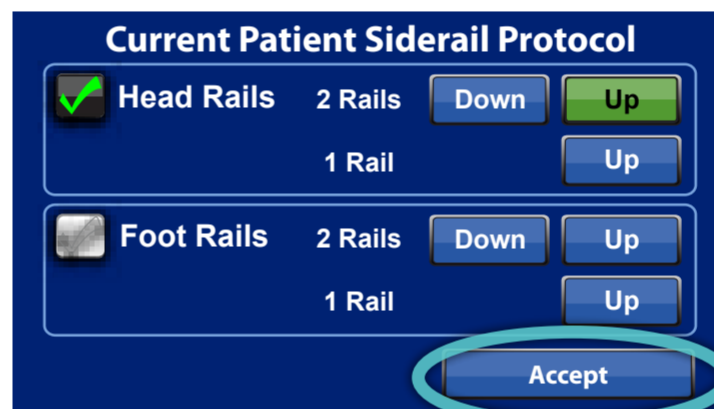 Current Patient Siderail Protocol
Head Rails 2 Rails Down Up
1 Rail Up
Foot Rails 2 Rails Down Up
1 Rail Up
Accept